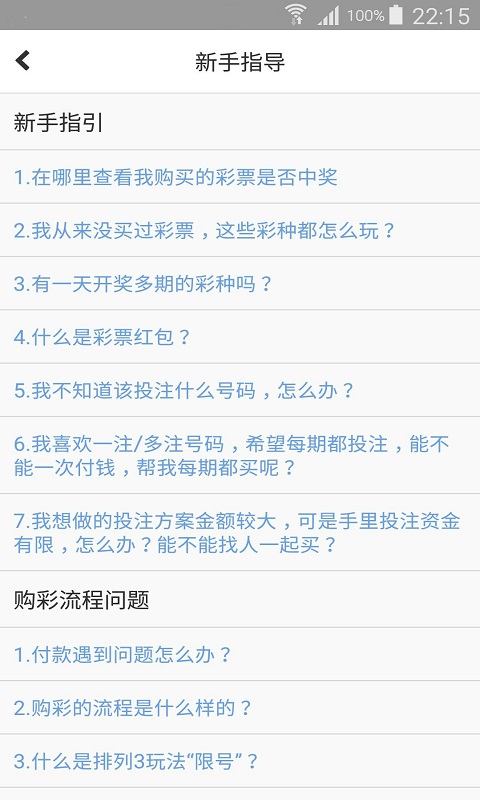 100% 22:15
新手指导
新手指引
1.在哪里查看我购买的彩票是否中奖
2.我从来没买过彩票，这些彩种都怎么玩？
3.有一天开奖多期的彩种吗？
4.什么是彩票红包？
5.我不知道该投注什么号码，怎么办？
6.我喜欢一注/多注号码，希望每期都投注，能不
能一次付钱，帮我每期都买呢？
7.我想做的投注方案金额较大，可是手里投注资金
有限，怎么办？能不能找人一起买？
购彩流程问题
1.付款遇到问题怎么办？
2.购彩的流程是什么样的？
3.什么是排列3玩法“限号”？